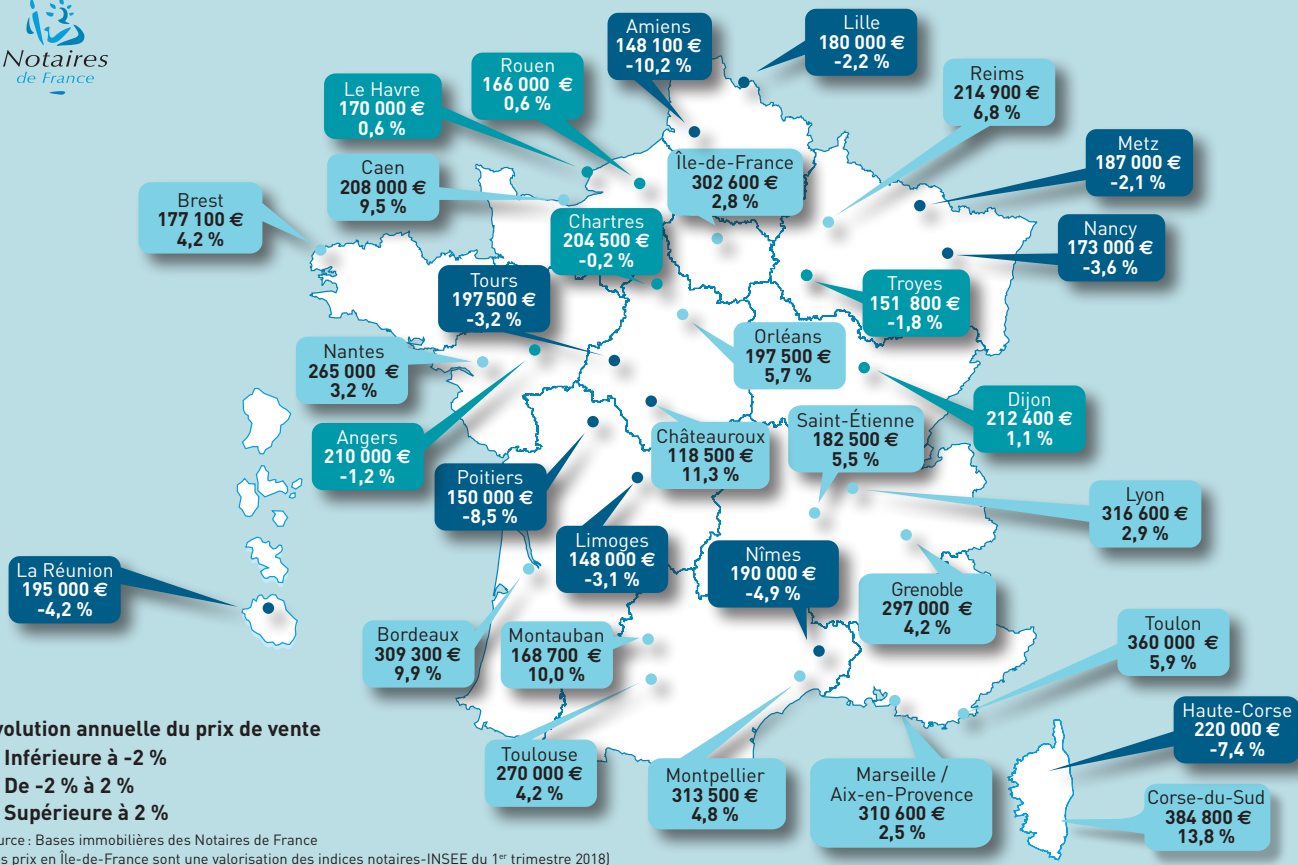 Notaires
de France
Amiens
148 100 €
-10,2 %
Lille
180 000 €
-2,2 %
Rouen
166 000 €
0,6 %
Reims
214 900 €
6,8 %
Le Havre
170 000 €
0,6 %
Metz
187 000 €
-2,1 %
Île-de-France
302 600 €
2,8 %
Caen
208 000 €
9,5 %
Brest
177 100 €
4,2 %
Chartres
204 500 €
-0,2 %
Nancy
173 000 €
-3,6 %
Tours
197 500 €
-3,2 %
Troyes
151 800 €
-1,8 %
Orléans
197 500 €
5,7 %
Nantes
265 000 €
3,2 %
Dijon
212 400 €
1,1 %
Saint-Étienne
182 500 €
5,5 %
Angers
210 000 €
-1,2 %
Châteauroux
118 500 €
11,3 %
Poitiers
150 000 €
-8,5 %
Lyon
316 600 €
2,9 %
Limoges
148 000 €
-3,1 %
Nîmes
190 000 €
-4,9 %
La Réunion
195 000 €
-4,2 %
Grenoble
297 000 €
4,2 %
Bordeaux
309 300 €
9,9 %
Montauban
168 700 €
10,0 %
Toulon
360 000 €
5,9 %
Haute-Corse
220 000 €
-7,4 %
Toulouse
270 000 €
4,2 %
Montpellier
313 500 €
4,8 %
Marseille /
Aix-en-Provence
310 600 €
2,5 %
Corse-du-Sud
384 800 €
13,8 %
volution annuelle du prix de vente
Inférieure à -2 %
De -2 % à 2 %
Supérieure à 2 %
urce : Bases immobilières des Notaires de France
s prix en Île-de-France sont une valorisation des indices notaires-INSEE du 1er trimestre 2018)